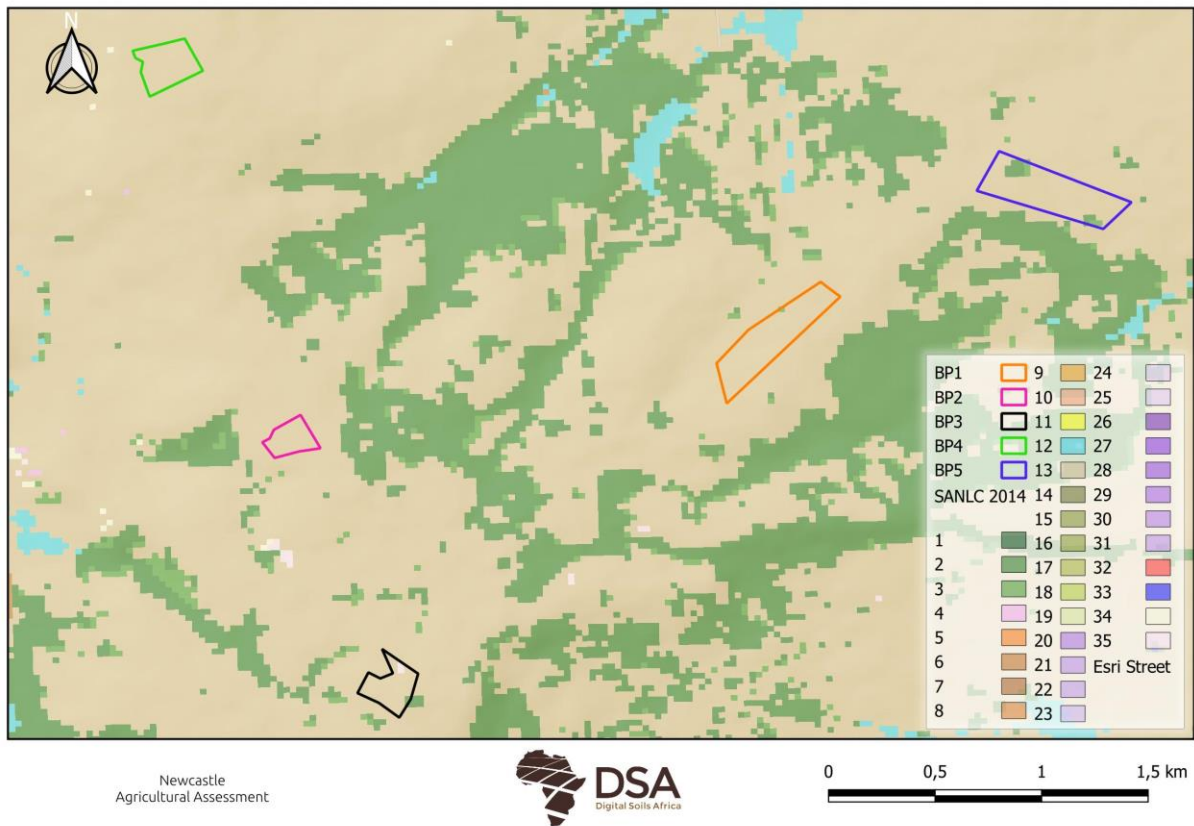 N
BP1 9 24
BP2 10 25
BP3 11 26
BP4 12 27
BP5 13 28
SANLC 2014 14 29
15 30
1 16 31
2 17 32
3 18 33
4 19 34
5 20 35
6 21 Esri Street
7 22
8 23
Newcastle
Agricultural Assessment
DSA
Digital Soils Africa
0 0,5 1 1,5 km